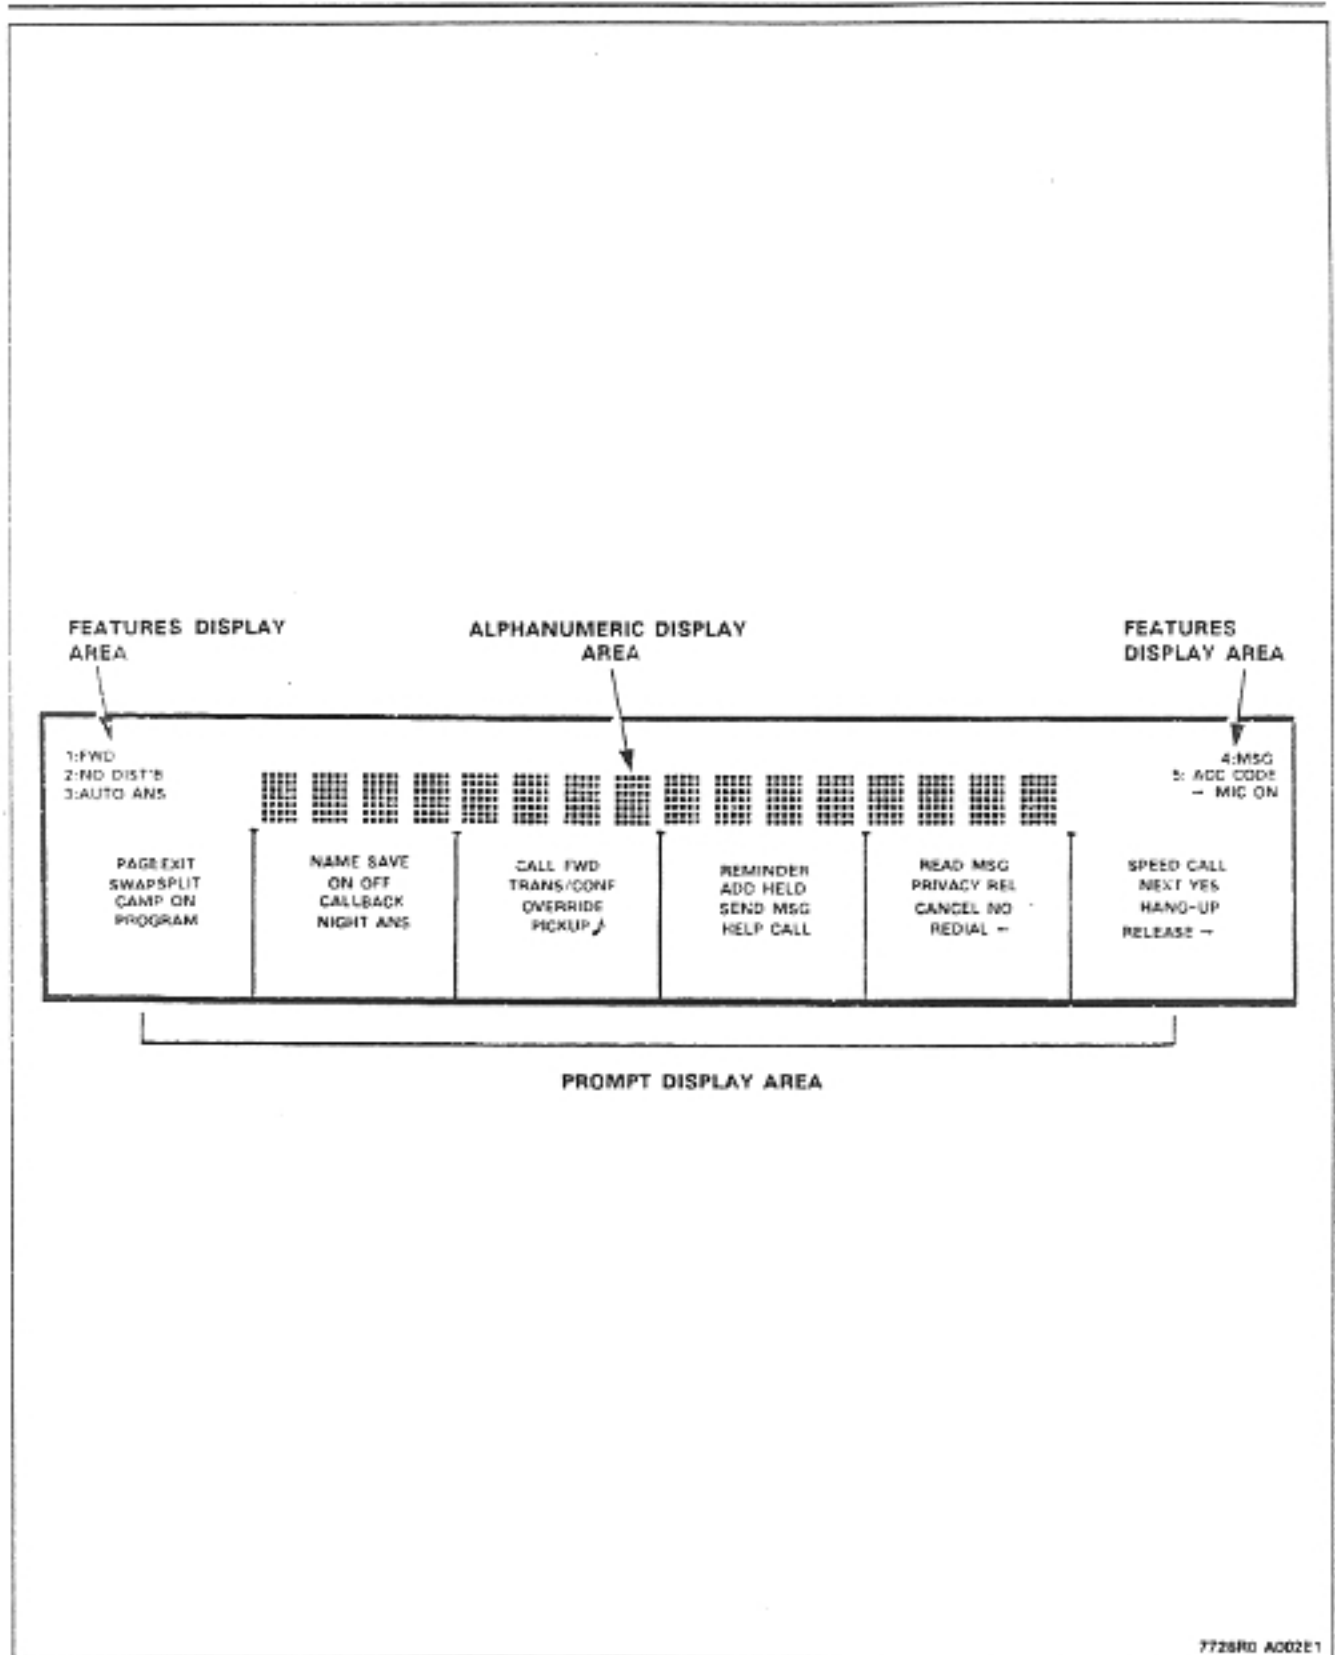 FEATURES DISPLAY
AREA
ALPHANUMERIC DISPLAY
AREA
FEATURES
DISPLAY AREA
1:FWD
2:NO DIST'B
3:AUTO ANS
4:MSG
5: ACC CODE
← MIC ON
PAGE EXIT
SWAP SPLIT
CAMP ON
PROGRAM
NAME SAVE
ON OFF
CALLBACK
NIGHT ANS
CALL FWD
TRANS/CONF
OVERRIDE
PICKUP ♪
REMINDER
ADD HELD
SEND MSG
HELP CALL
READ MSG
PRIVACY REL
CANCEL NO
REDIAL ←
SPEED CALL
NEXT YES
HANG-UP
RELEASE →
PROMPT DISPLAY AREA
7726R0 A002E1